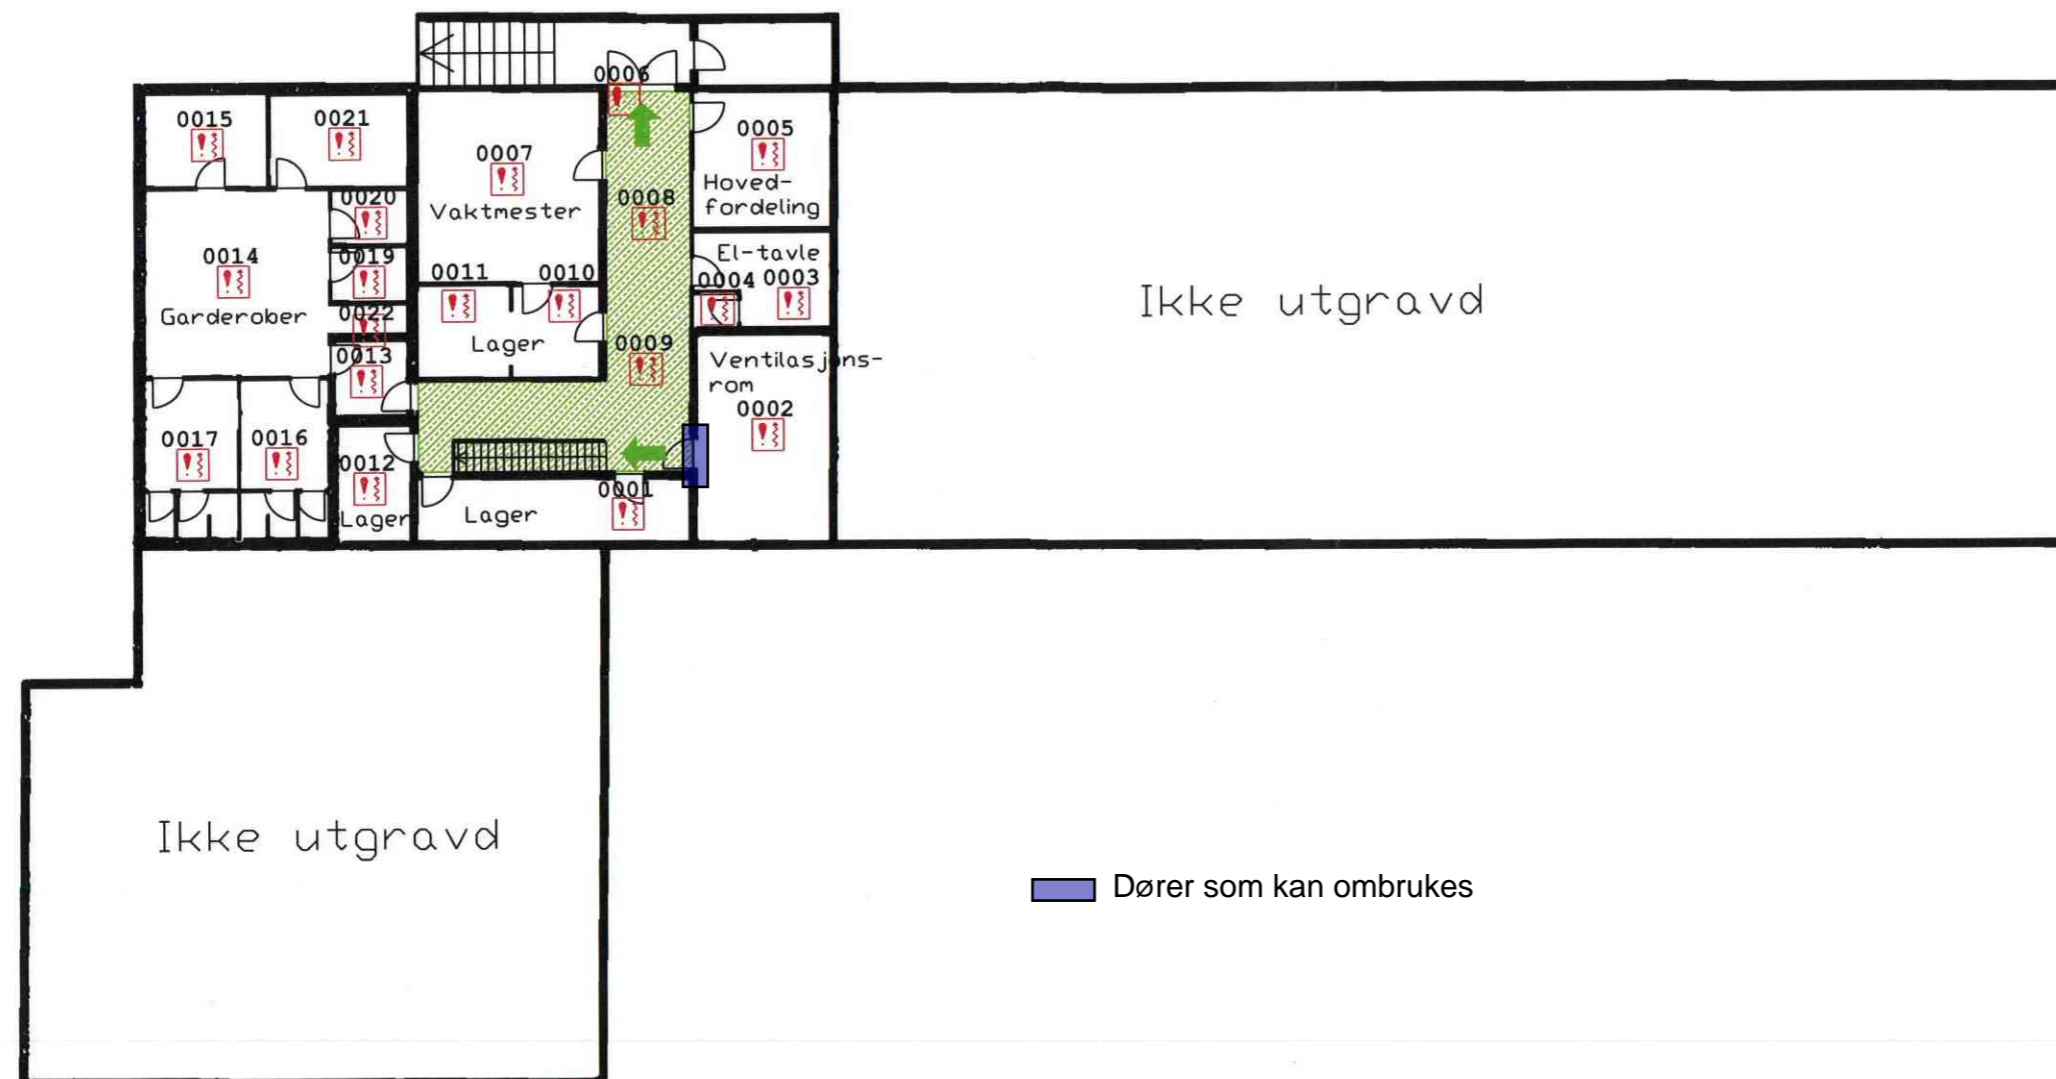 0006
0015
0021
0007
Vaktmester
0005
Hoved-
fordeling
0008
0020
0014
Garderober
0019
0022
0013
0011
0010
Lager
El-tavle
0004
0003
0009
Ventilasjons-
rom
0002
0017
0016
0012
Lager
0001
Lager
Ikke utgravd
Ikke utgravd
Dører som kan ombrukes